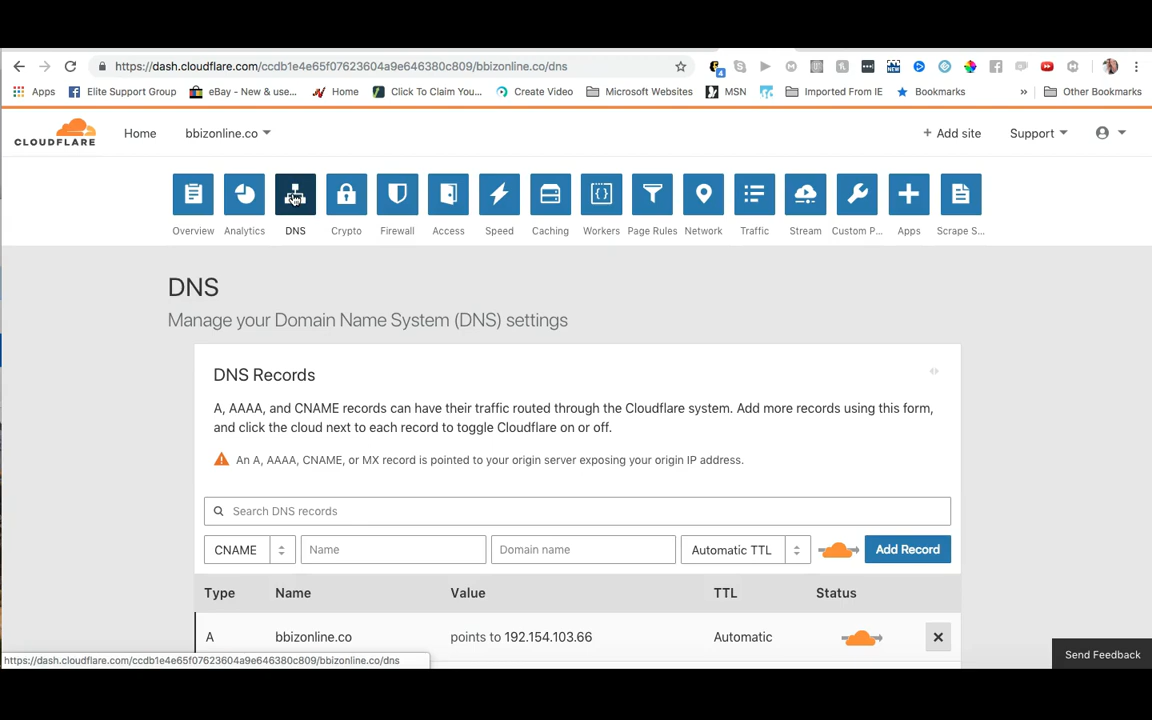 https://dash.cloudflare.com/ccdb1e4e65f07623604a9e646380c809/bbizonline.co/dns
4
Apps Elite Support Group eBay - New & use... Home Click To Claim You... Create Video Microsoft Websites MSN Imported From IE Bookmarks » Other Bookmarks
CLOUDFLARE Home bbizonline.co + Add site Support
Overview Analytics DNS Crypto Firewall Access Speed Caching Workers Page Rules Network Traffic Stream Custom P... Apps Scrape S...
DNS
Manage your Domain Name System (DNS) settings
DNS Records
A, AAAA, and CNAME records can have their traffic routed through the Cloudflare system. Add more records using this form,
and click the cloud next to each record to toggle Cloudflare on or off.
An A, AAAA, CNAME, or MX record is pointed to your origin server exposing your origin IP address.
Search DNS records
CNAME Name Domain name Automatic TTL Add Record
Type Name Value TTL Status
A bbizonline.co points to 192.154.103.66 Automatic
Send Feedback
https://dash.cloudflare.com/ccdb1e4e65f07623604a9e646380c809/bbizonline.co/dns